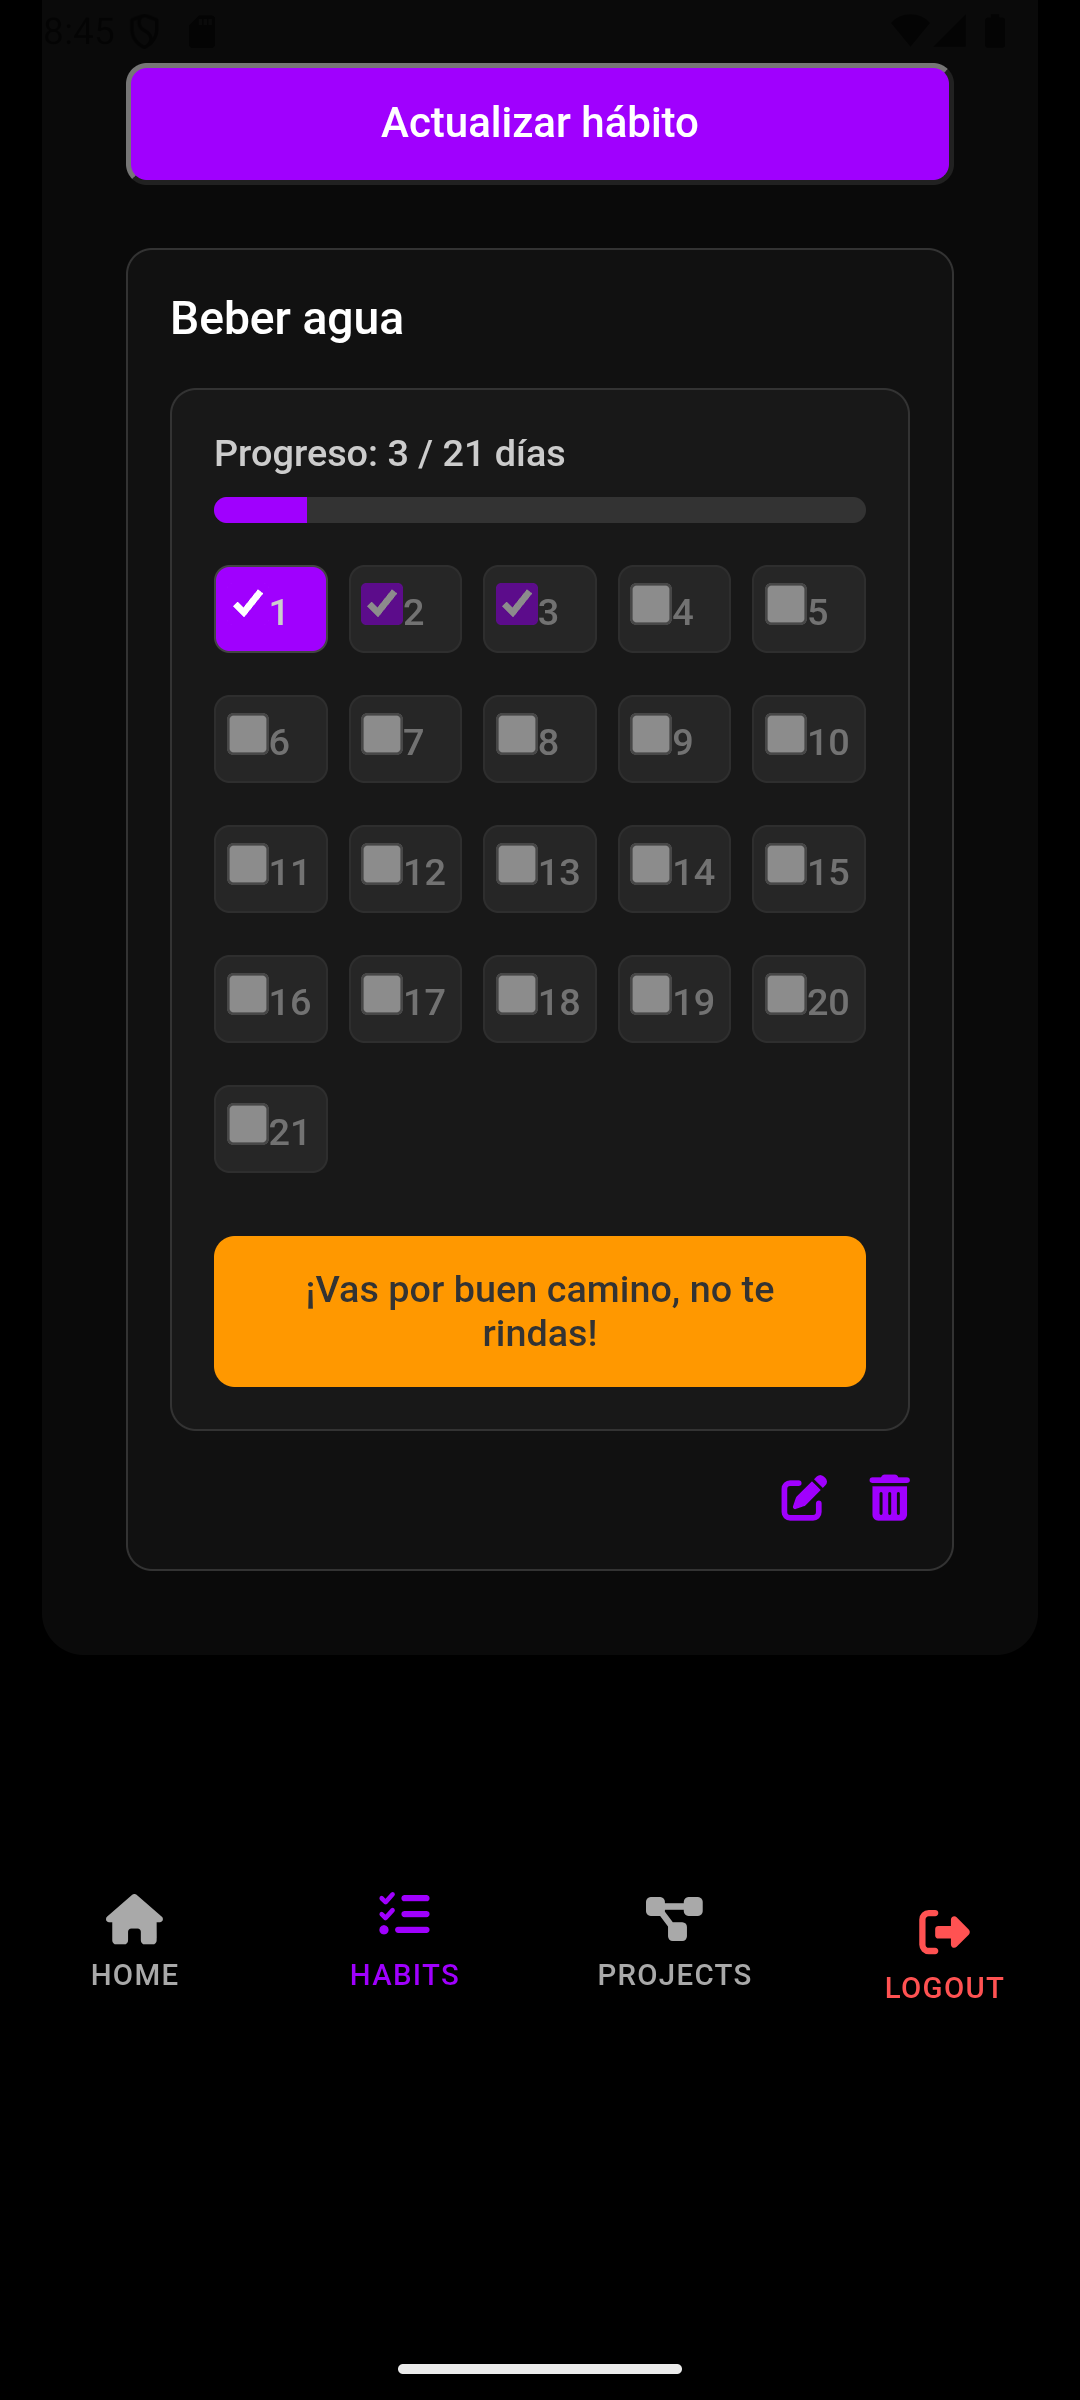 8:45
Actualizar hábito
Beber agua
Progreso: 3 / 21 días
1 2 3 4 5
6 7 8 9 10
11 12 13 14 15
16 17 18 19 20
21
¡Vas por buen camino, no te
rindas!
HOME HABITS PROJECTS LOGOUT